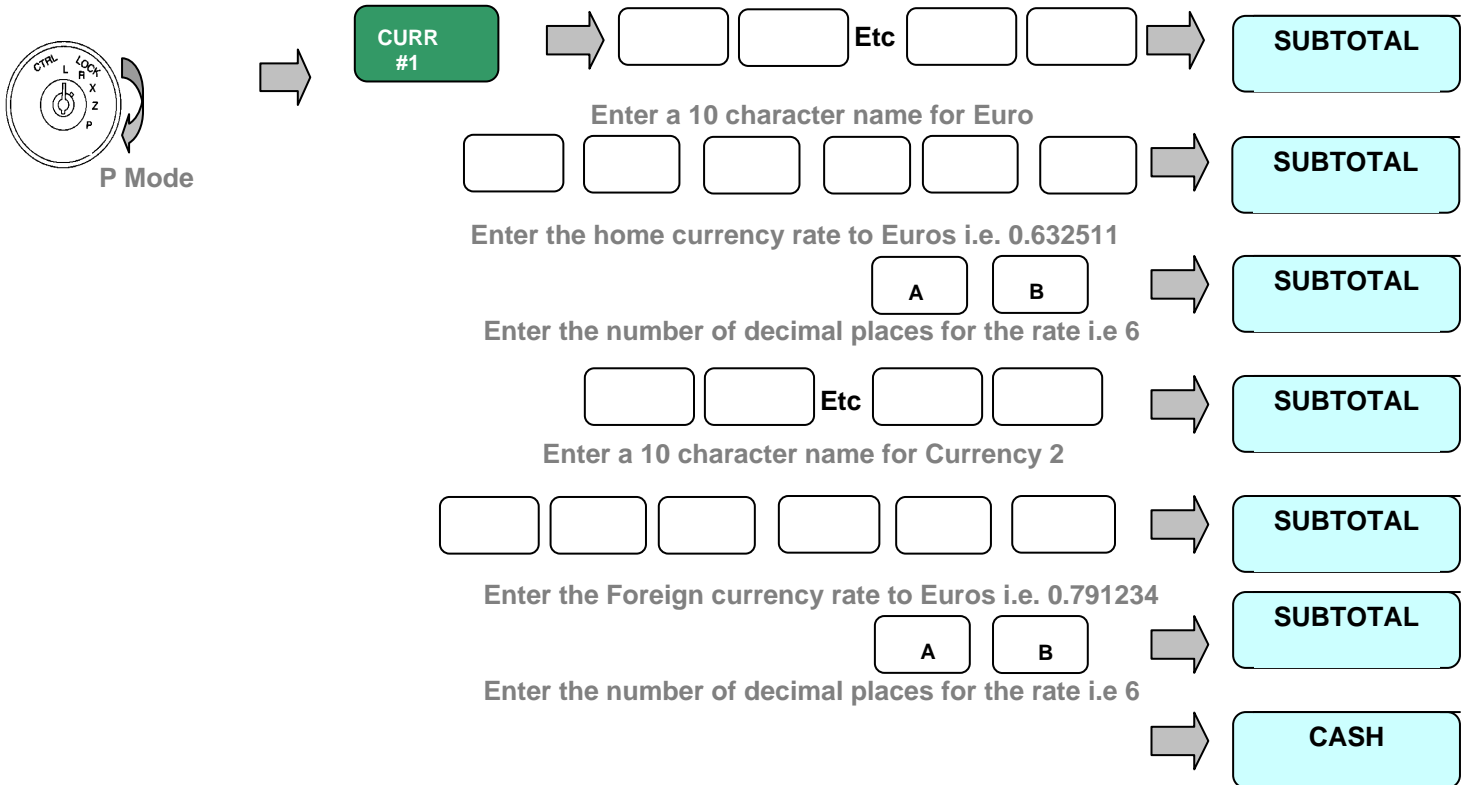 CTRL L LOCK R X Z P
P Mode
CURR
#1
Etc
SUBTOTAL
Enter a 10 character name for Euro
SUBTOTAL
Enter the home currency rate to Euros i.e. 0.632511
A B
SUBTOTAL
Enter the number of decimal places for the rate i.e 6
Etc
SUBTOTAL
Enter a 10 character name for Currency 2
SUBTOTAL
Enter the Foreign currency rate to Euros i.e. 0.791234
A B
SUBTOTAL
Enter the number of decimal places for the rate i.e 6
CASH